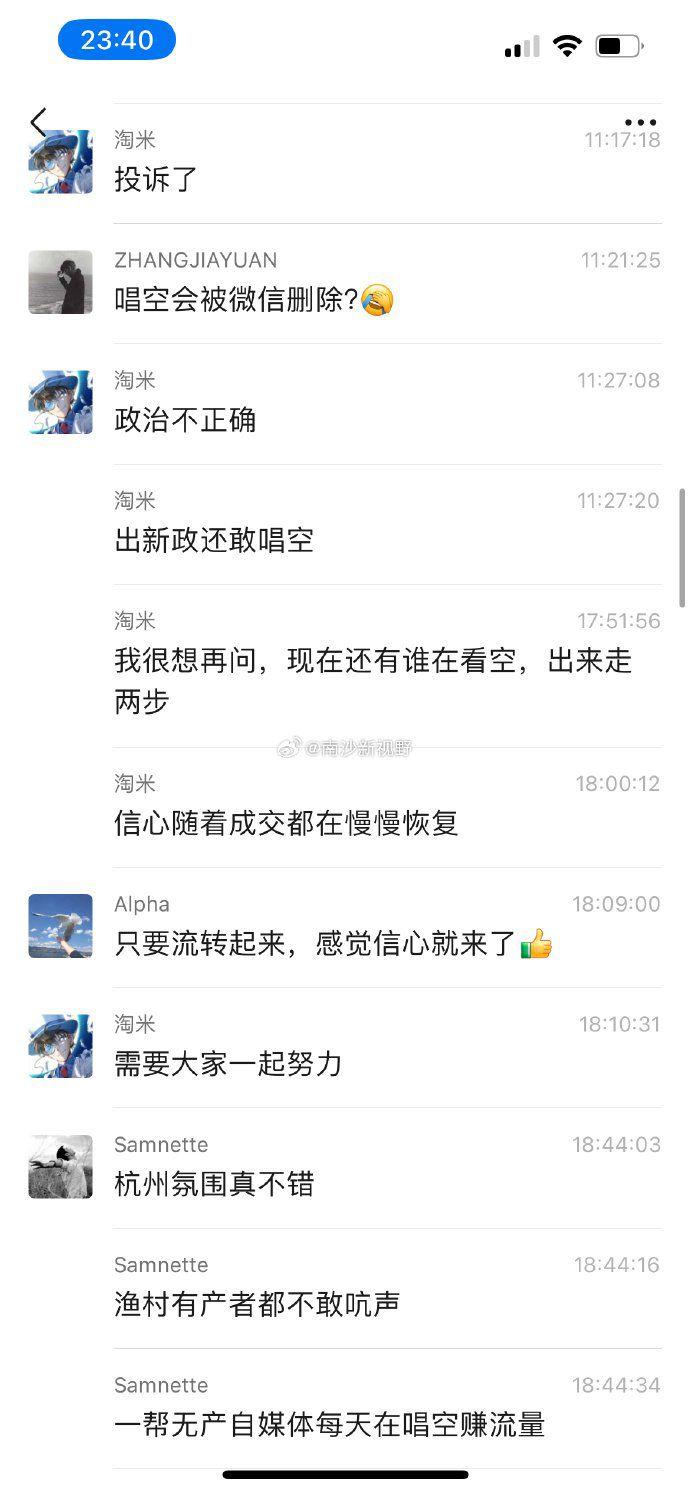 23:40
淘米
11:17:18
投诉了
ZHANGJIAYUAN
11:21:25
唱空会被微信删除?🤣
淘米
11:27:08
政治不正确
淘米
11:27:20
出新政还敢唱空
淘米
17:51:56
我很想再问，现在还有谁在看空，出来走
两步
@南沙新视野
淘米
18:00:12
信心随着成交都在慢慢恢复
Alpha
18:09:00
只要流转起来，感觉信心就来了👍
淘米
18:10:31
需要大家一起努力
Samnette
18:44:03
杭州氛围真不错
Samnette
18:44:16
渔村有产者都不敢吭声
Samnette
18:44:34
一帮无产自媒体每天在唱空赚流量